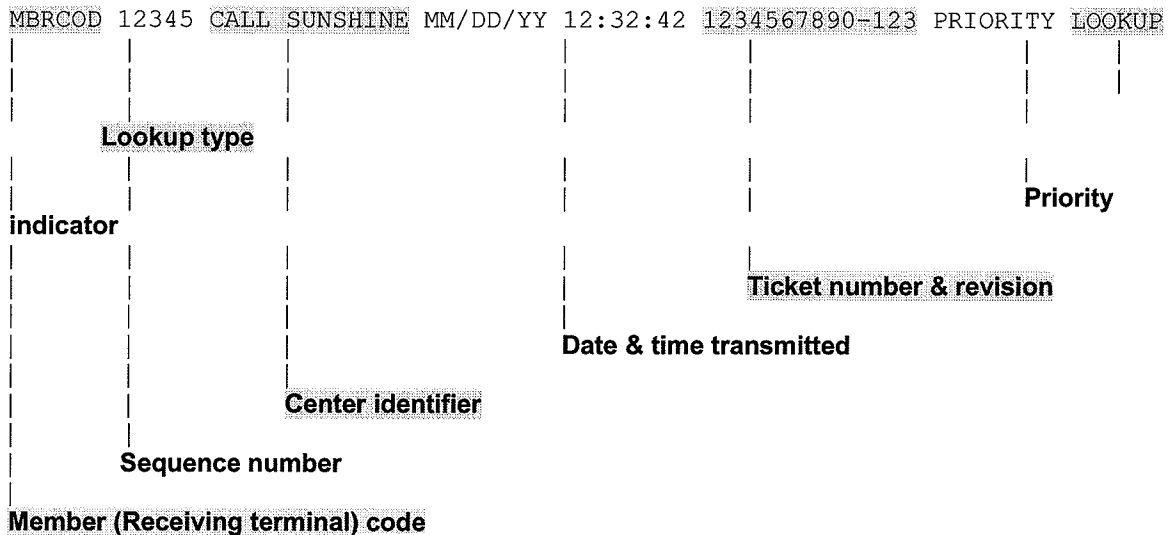 MBRCOD 12345 CALL SUNSHINE MM/DD/YY 12:32:42 1234567890-123 PRIORITY LOOKUP
Lookup type
Priority
indicator
Ticket number & revision
Date & time transmitted
Center identifier
Sequence number
Member (Receiving terminal) code